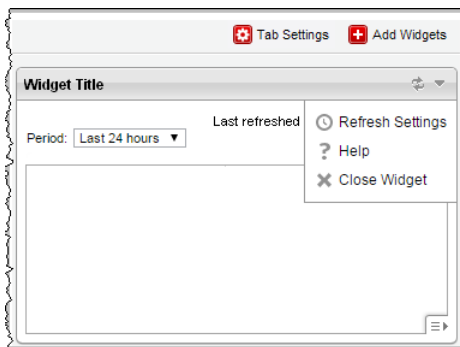 Tab Settings Add Widgets
Widget Title
Last refreshed
Period: Last 24 hours
Refresh Settings
Help
Close Widget